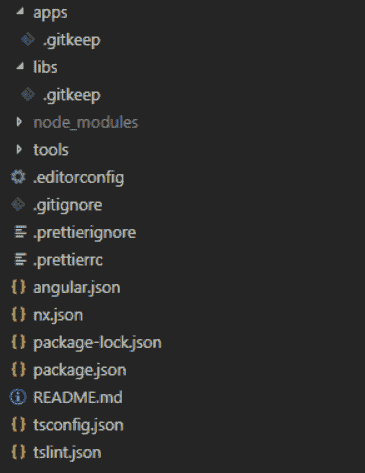 apps
.gitkeep
libs
.gitkeep
node_modules
tools
.editorconfig
.gitignore
.prettierignore
.prettierrc
angular.json
nx.json
package-lock.json
package.json
README.md
tsconfig.json
tslint.json